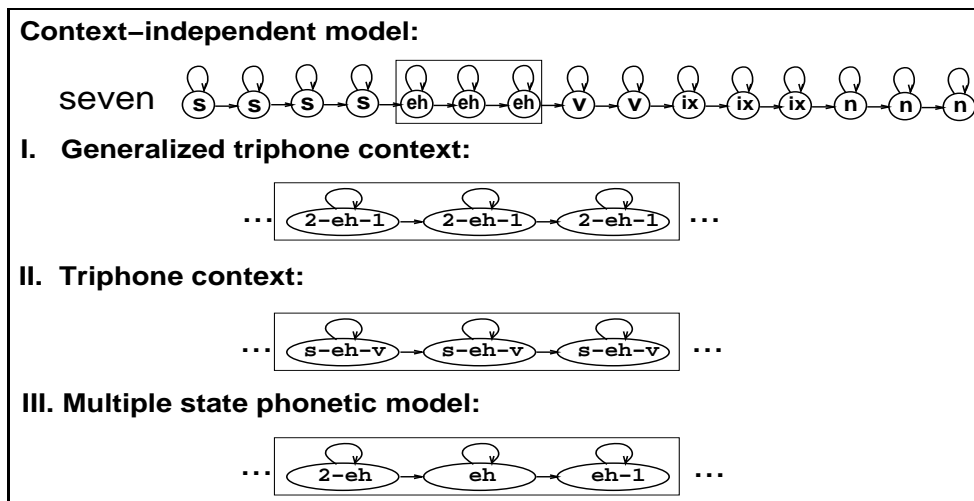 Context-independent model:
seven s s s s eh eh eh v v ix ix ix n n n
I. Generalized triphone context:
... 2-eh-1 2-eh-1 2-eh-1 ...
II. Triphone context:
... s-eh-v s-eh-v s-eh-v ...
III. Multiple state phonetic model:
... 2-eh eh eh-1 ...